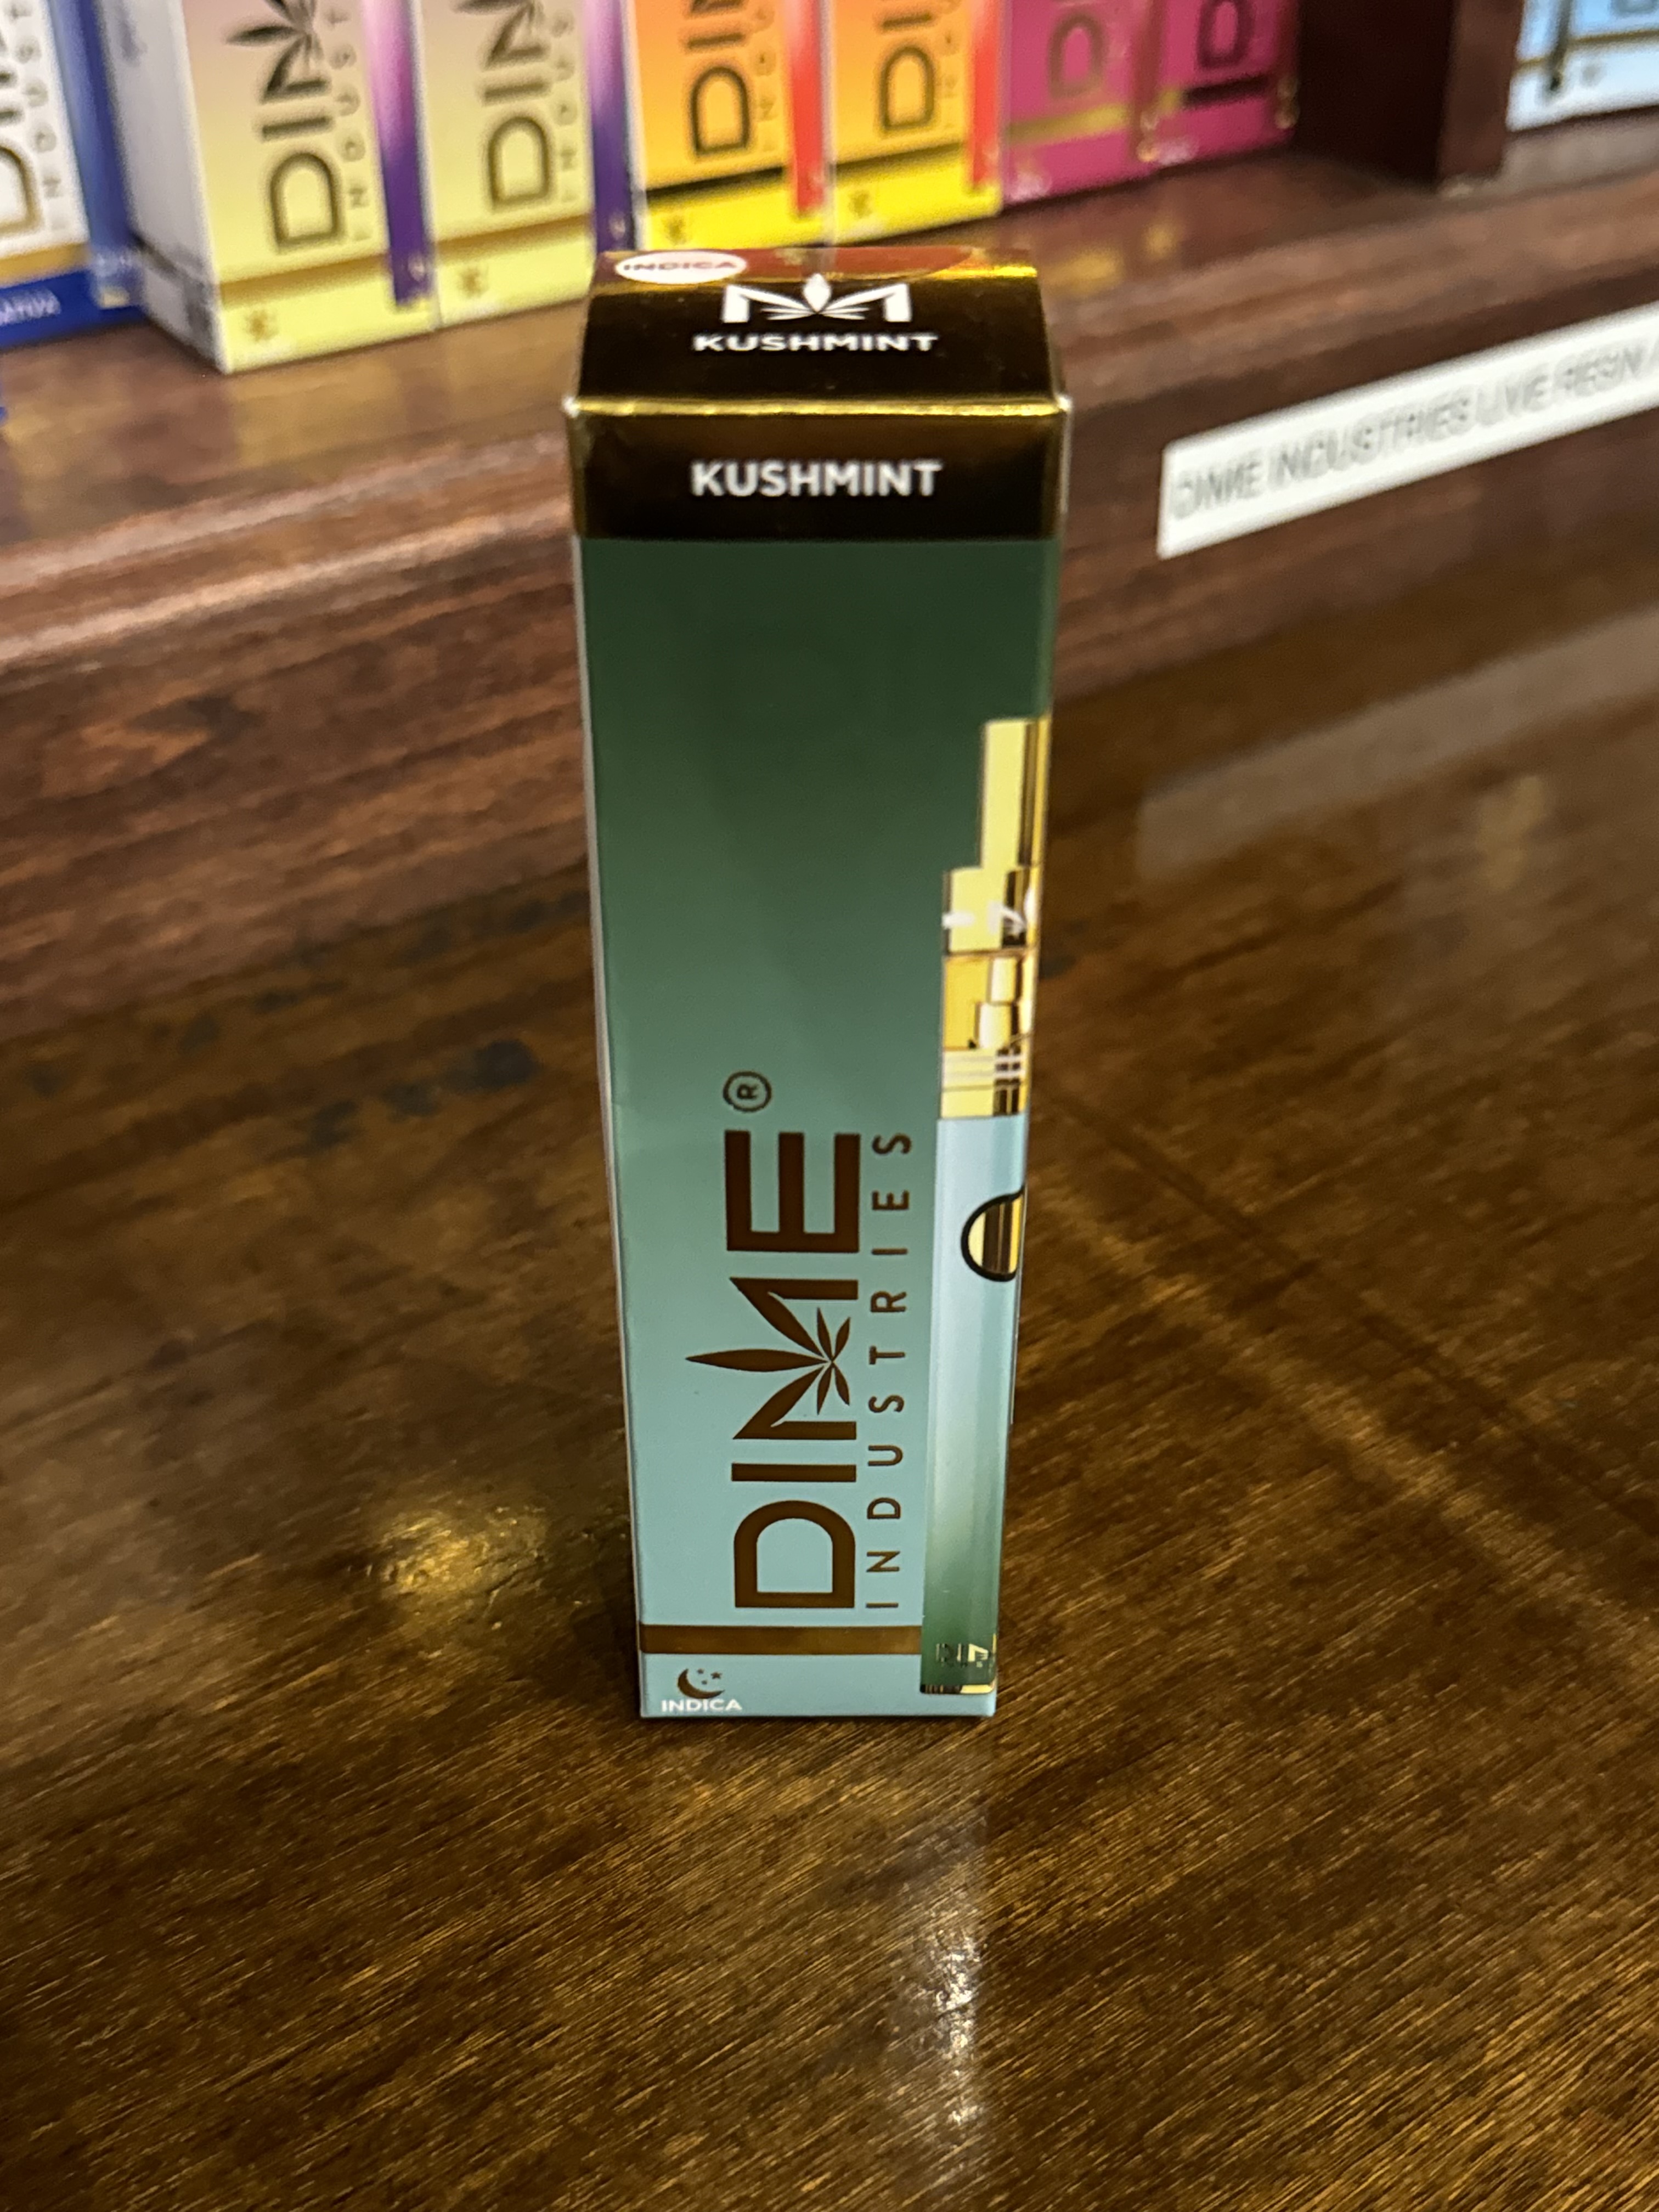 INDICA
KUSHMINT
KUSHMINT
DIME®
INDUSTRIES
INDICA
DIME INDUSTRIES LIVE RESIN